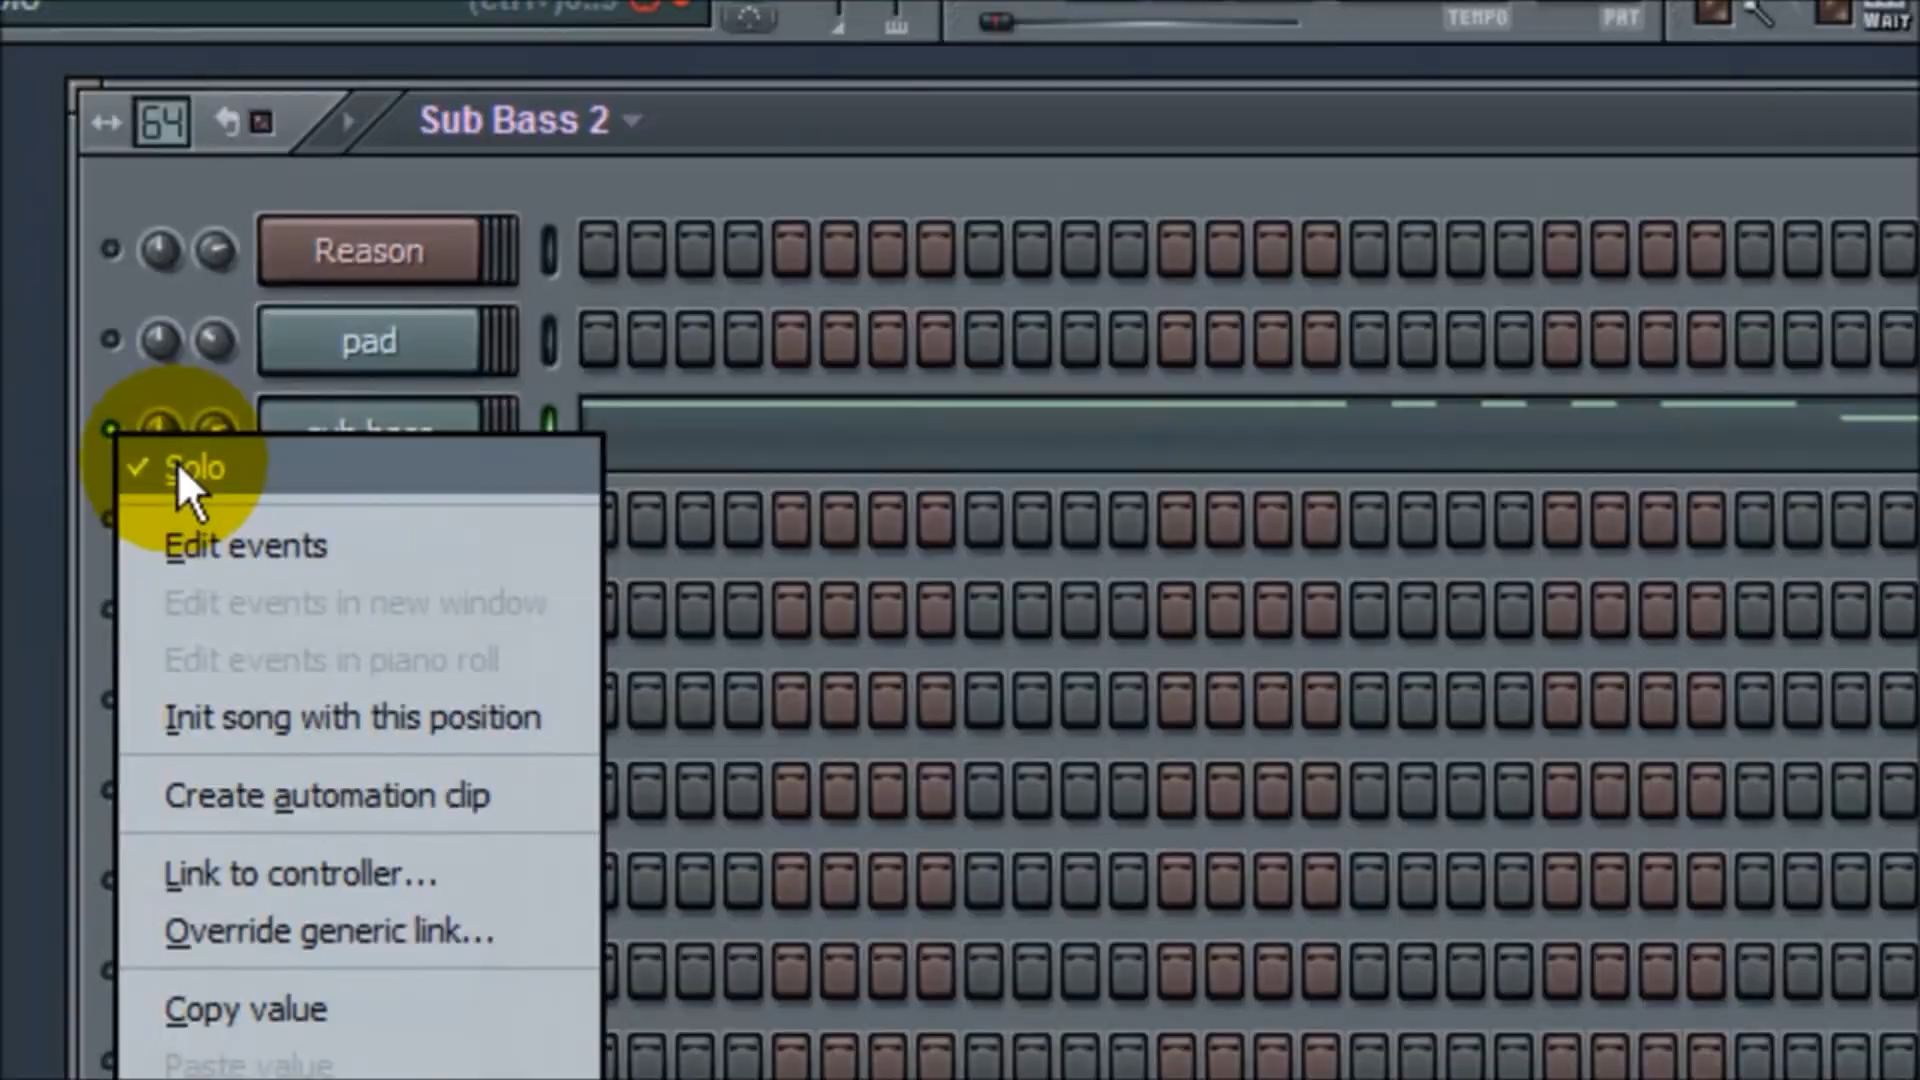 TEMPO
PAT
WAIT
64
Sub Bass 2
Reason
pad
sub bass
Solo
Edit events
Edit events in new window
Edit events in piano roll
Init song with this position
Create automation clip
Link to controller...
Override generic link...
Copy value
Paste value